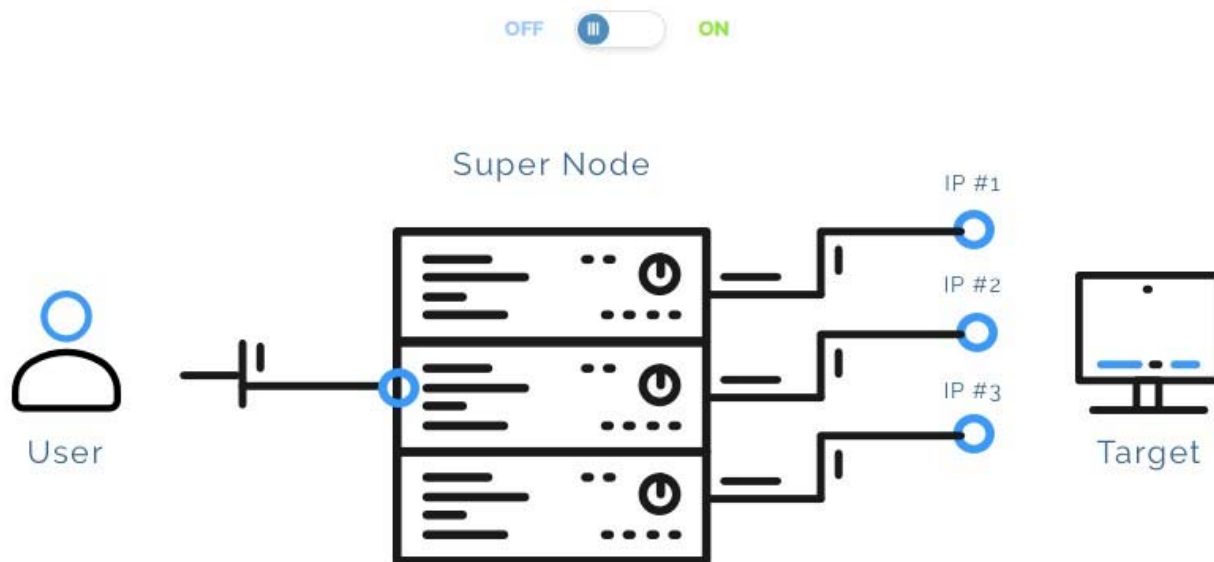 OFF ON
Super Node
IP #1
IP #2
IP #3
User
Target